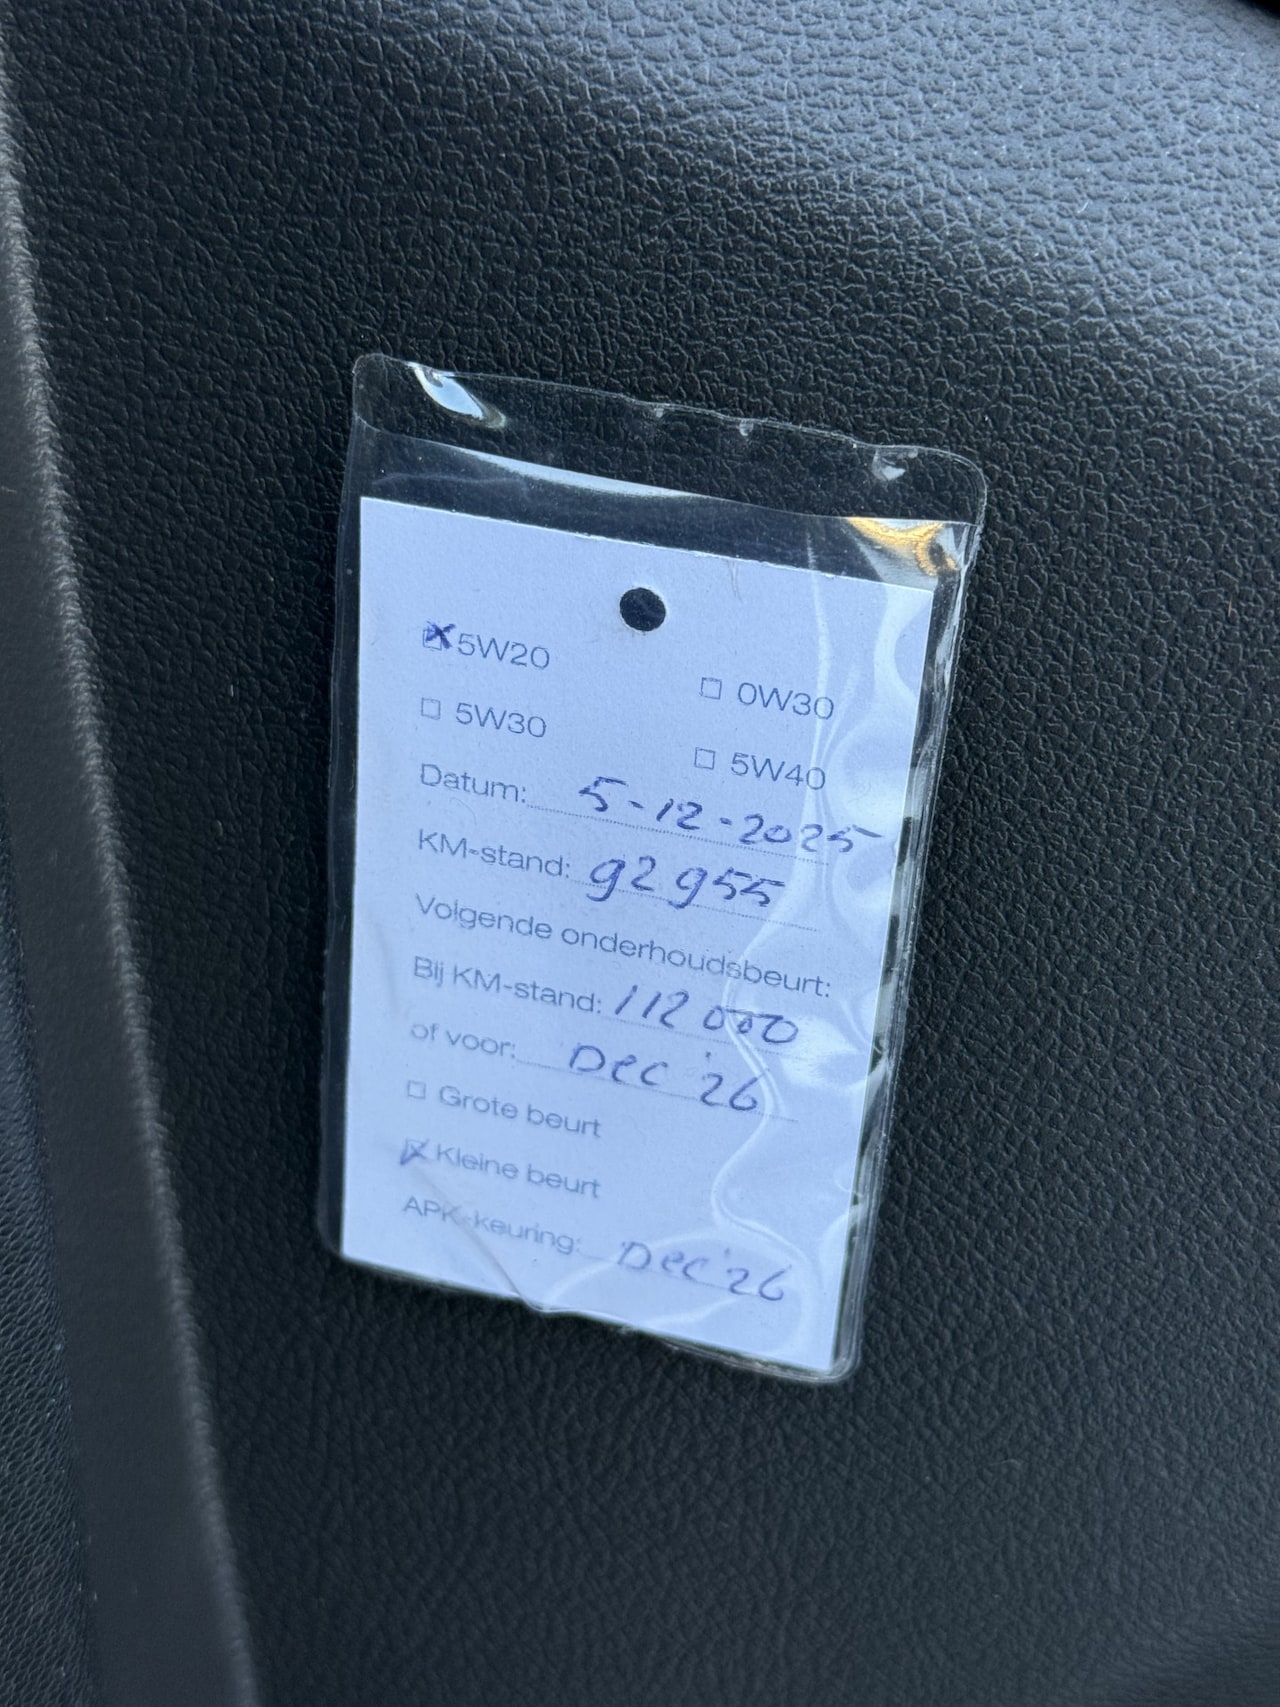 ☒ 5W20
☐ 0W30
☐ 5W30
☐ 5W40
Datum: 5-12-2025
KM-stand: 92955
Volgende onderhoudsbeurt:
Bij KM-stand: 112000
of voor: Dec '26
☐ Grote beurt
☒ Kleine beurt
APK-keuring: Dec '26